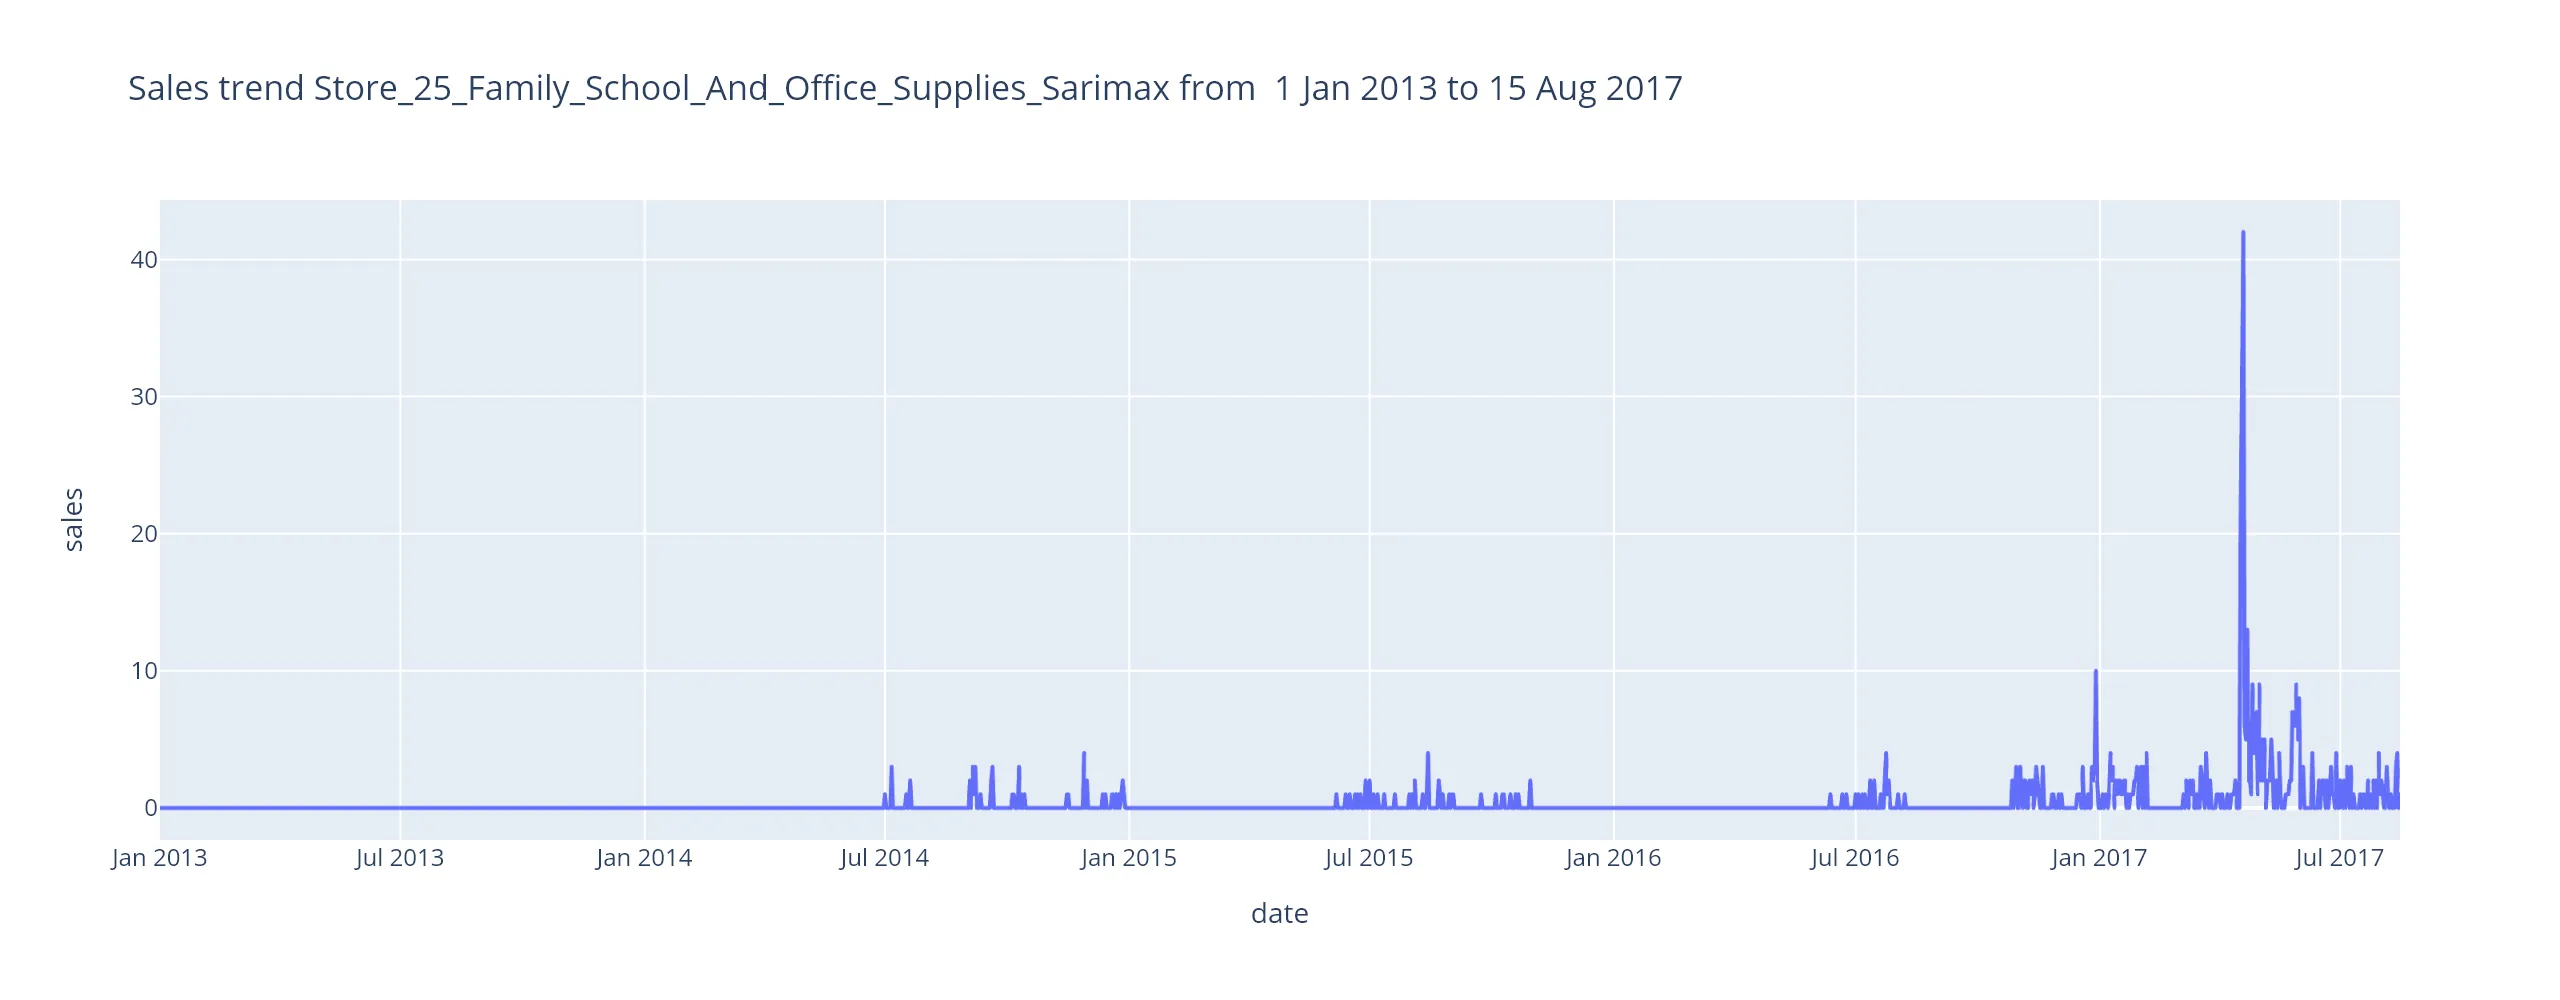 Sales trend Store_25_Family_School_And_Office_Supplies_Sarimax from  1 Jan 2013 to 15 Aug 2017
40
30
20
10
0
sales
Jan 2013 Jul 2013 Jan 2014 Jul 2014 Jan 2015 Jul 2015 Jan 2016 Jul 2016 Jan 2017 Jul 2017
date